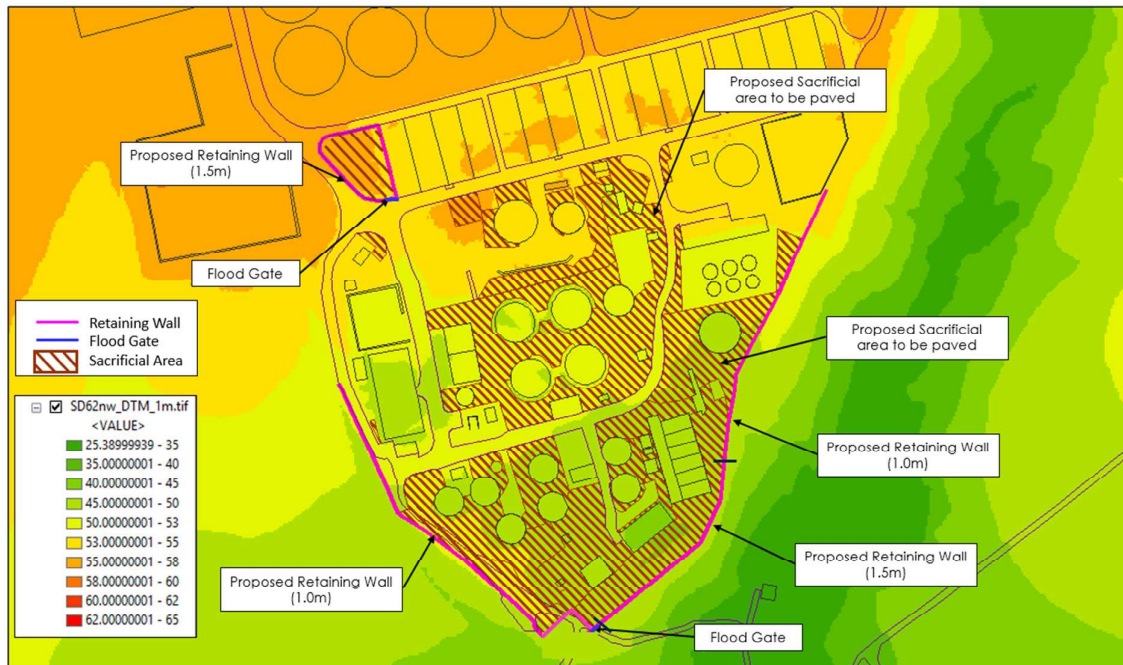 Proposed Sacrificial
area to be paved
Proposed Retaining Wall
(1.5m)
Flood Gate
Retaining Wall
Flood Gate
Sacrificial Area
Proposed Sacrificial
area to be paved
SD62nw_DTM_1m.tif
<VALUE>
25.38999939 - 35
35.00000001 - 40
40.00000001 - 45
45.00000001 - 50
50.00000001 - 53
53.00000001 - 55
55.00000001 - 58
58.00000001 - 60
60.00000001 - 62
62.00000001 - 65
Proposed Retaining Wall
(1.0m)
Proposed Retaining Wall
(1.5m)
Proposed Retaining Wall
(1.0m)
Flood Gate